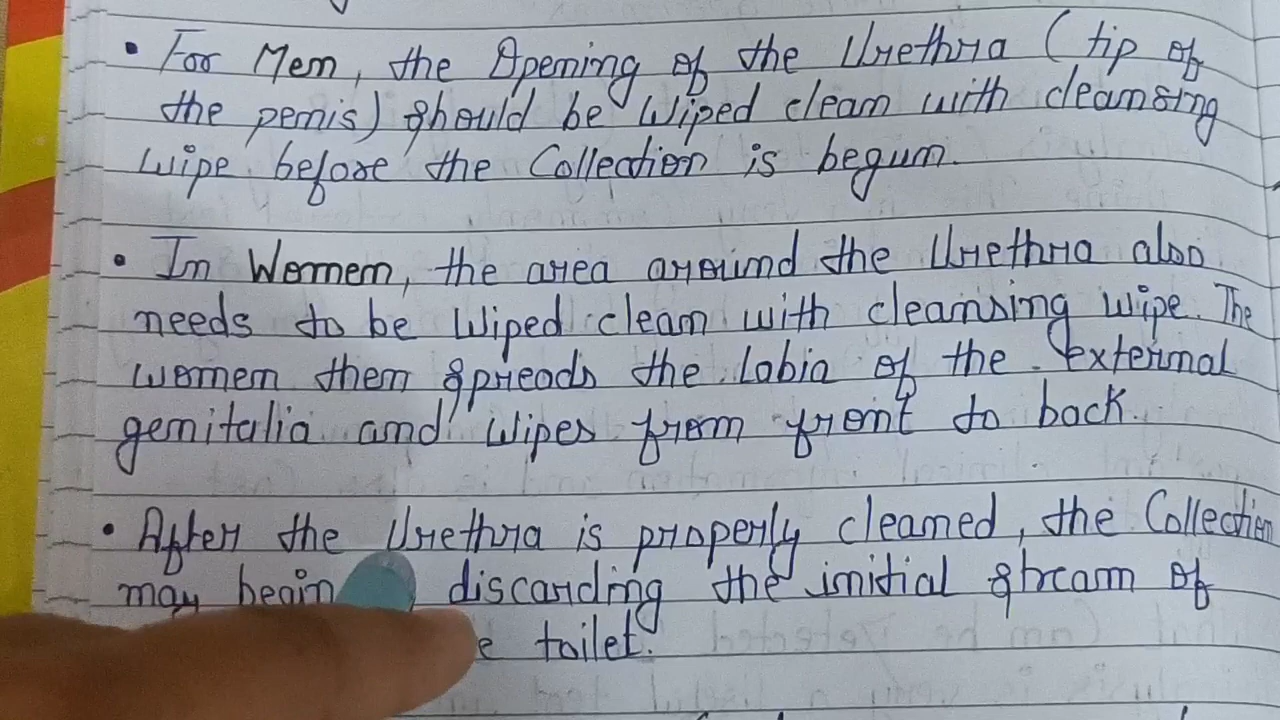 • For Men, the Opening of the Urethra (tip of
the penis) should be Wiped clean with cleansing
wipe before the Collection is begun.
• In Women, the area around the Urethra also
needs to be Wiped clean with cleansing wipe. The
women then spreads the labia of the external
genitalia and wipes from front to back.
• After the Urethra is properly cleaned, the Collection
may begin discarding the initial stream of
toilet.